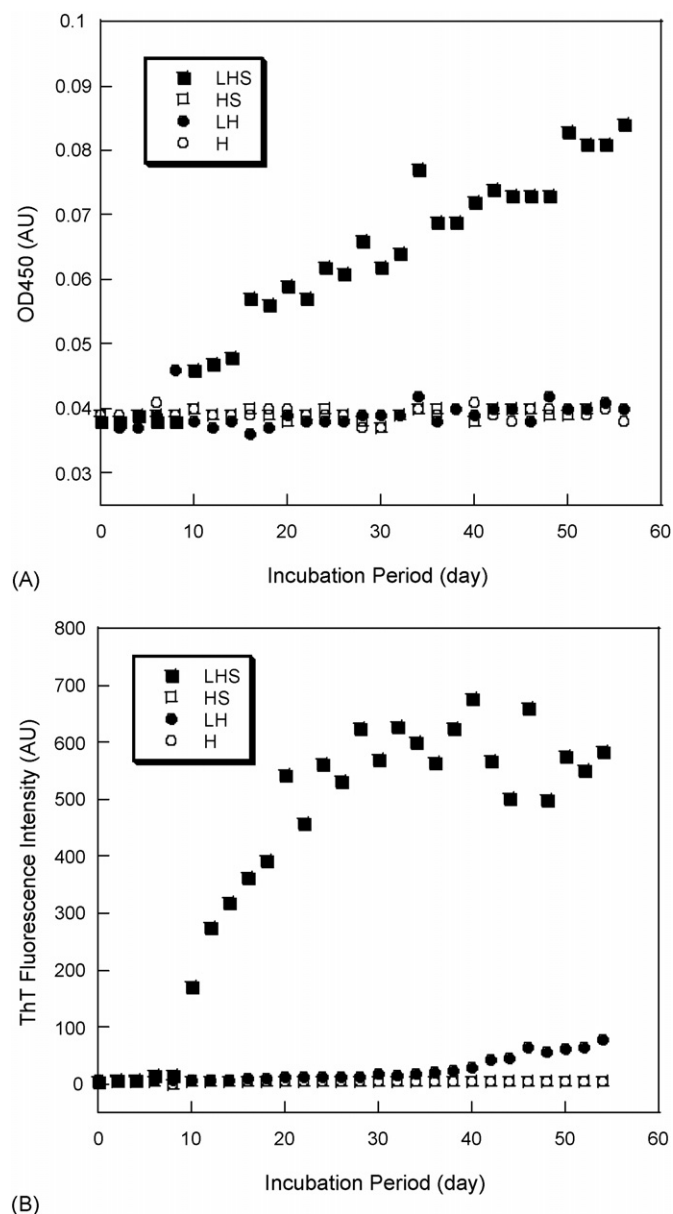 0.1
0.09
0.08
0.07
0.06
0.05
0.04
0.03
OD450 (AU)
LHS
HS
LH
H
0 10 20 30 40 50 60
Incubation Period (day)
(A)
800
700
600
500
400
300
200
100
0
ThT Fluorescence Intensity (AU)
LHS
HS
LH
H
0 10 20 30 40 50 60
Incubation Period (day)
(B)